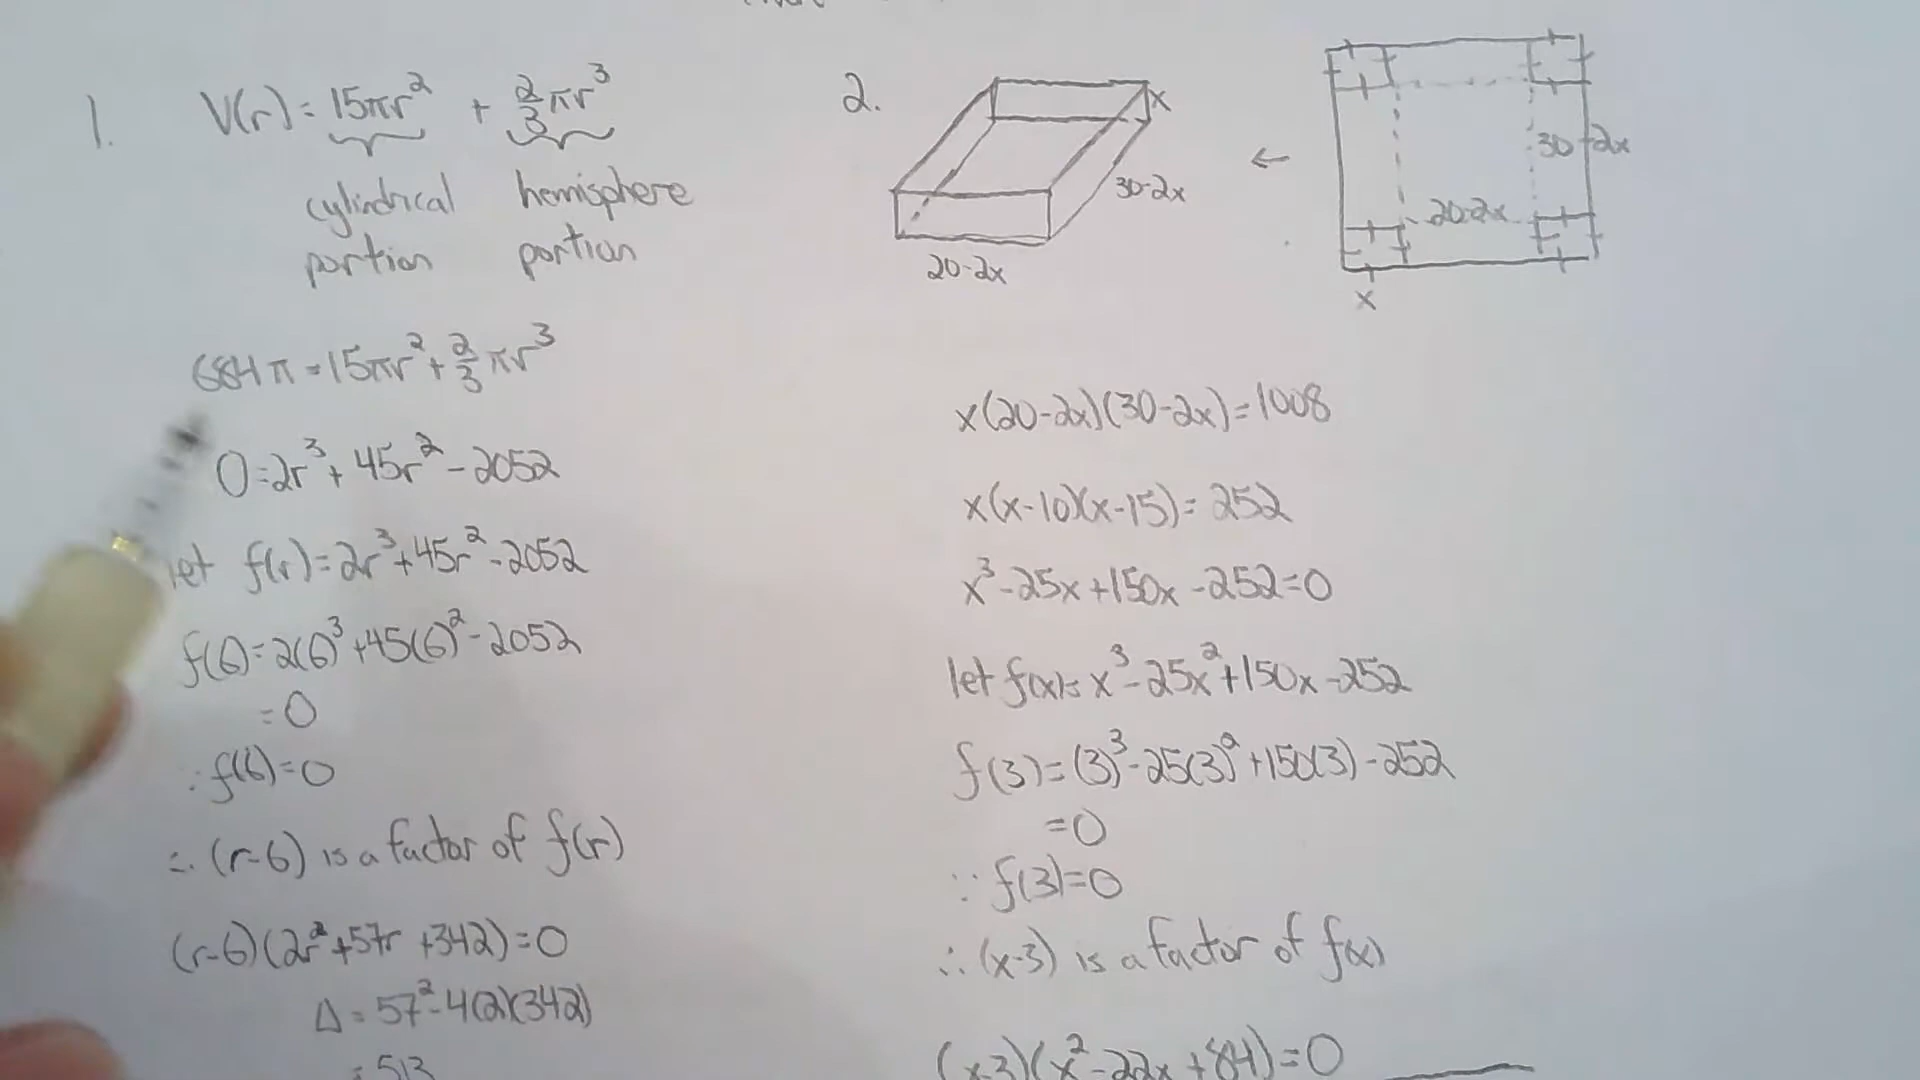 1. V(r) = 15πr² + 2/3 πr³
cylindrical portion
hemisphere portion
684π = 15πr² + 2/3 πr³
0 = 2r³ + 45r² - 2052
let f(r) = 2r³ + 45r² - 2052
f(6) = 2(6)³ + 45(6)² - 2052
= 0
∵ f(6) = 0
∴ (r-6) is a factor of f(r)
(r-6)(2r² + 57r + 342) = 0
Δ = 57² - 4(2)(342)
= 513
2.
x
30-2x
20-2x
←
30-2x
20-2x
x
x(20-2x)(30-2x) = 1008
x(x-10)(x-15) = 252
x³ - 25x + 150x - 252 = 0
let f(x) = x³ - 25x² + 150x - 252
f(3) = (3)³ - 25(3)² + 150(3) - 252
= 0
∵ f(3) = 0
∴ (x-3) is a factor of f(x)
(x-3)(x² - 22x + 84) = 0